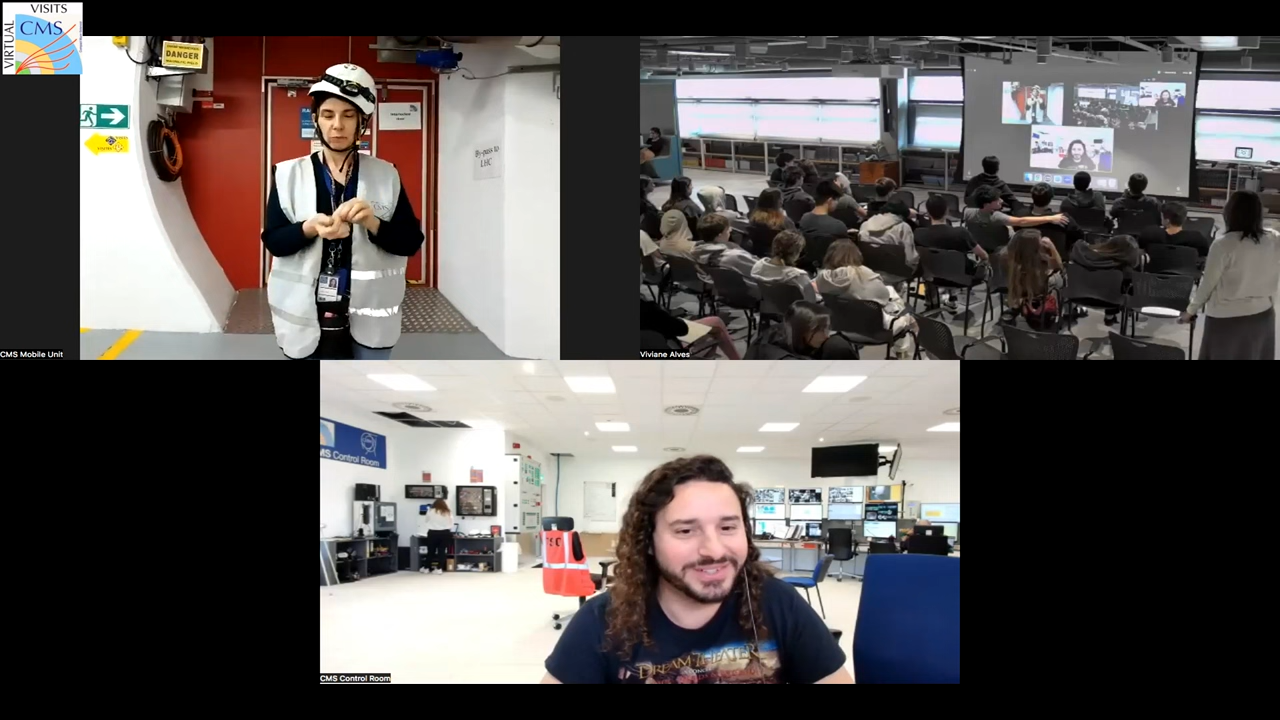 VISITS
VIRTUAL
CMS
DANGER
By-pass to
LHC
CMS Mobile Unit
Viviane Alves
MS Control Room
DREAM THEATER
CMS Control Room